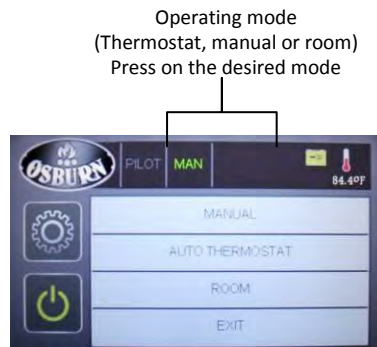 Operating mode
(Thermostat, manual or room)
Press on the desired mode
OSBURN
PILOT MAN
84.4ºF
MANUAL
AUTO THERMOSTAT
ROOM
EXIT